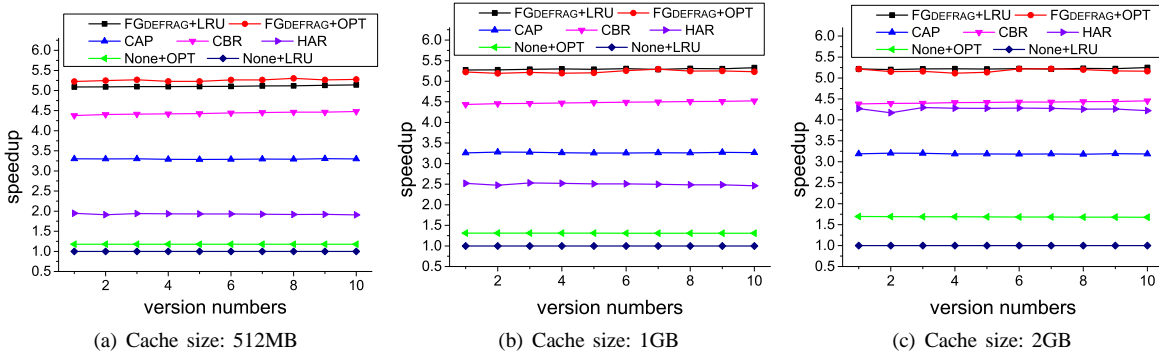 FGDEFRAG+LRU FGDEFRAG+OPT
CAP CBR HAR
None+OPT None+LRU
6.0
5.5
5.0
4.5
4.0
3.5
3.0
2.5
2.0
1.5
1.0
0.5
speedup
2 4 6 8 10
version numbers
(a) Cache size: 512MB
FGDEFRAG+LRU FGDEFRAG+OPT
CAP CBR HAR
None+OPT None+LRU
6.0
5.5
5.0
4.5
4.0
3.5
3.0
2.5
2.0
1.5
1.0
0.5
speedup
2 4 6 8 10
version numbers
(b) Cache size: 1GB
FGDEFRAG+LRU FGDEFRAG+OPT
CAP CBR HAR
None+OPT None+LRU
6.0
5.5
5.0
4.5
4.0
3.5
3.0
2.5
2.0
1.5
1.0
0.5
speedup
2 4 6 8 10
version numbers
(c) Cache size: 2GB